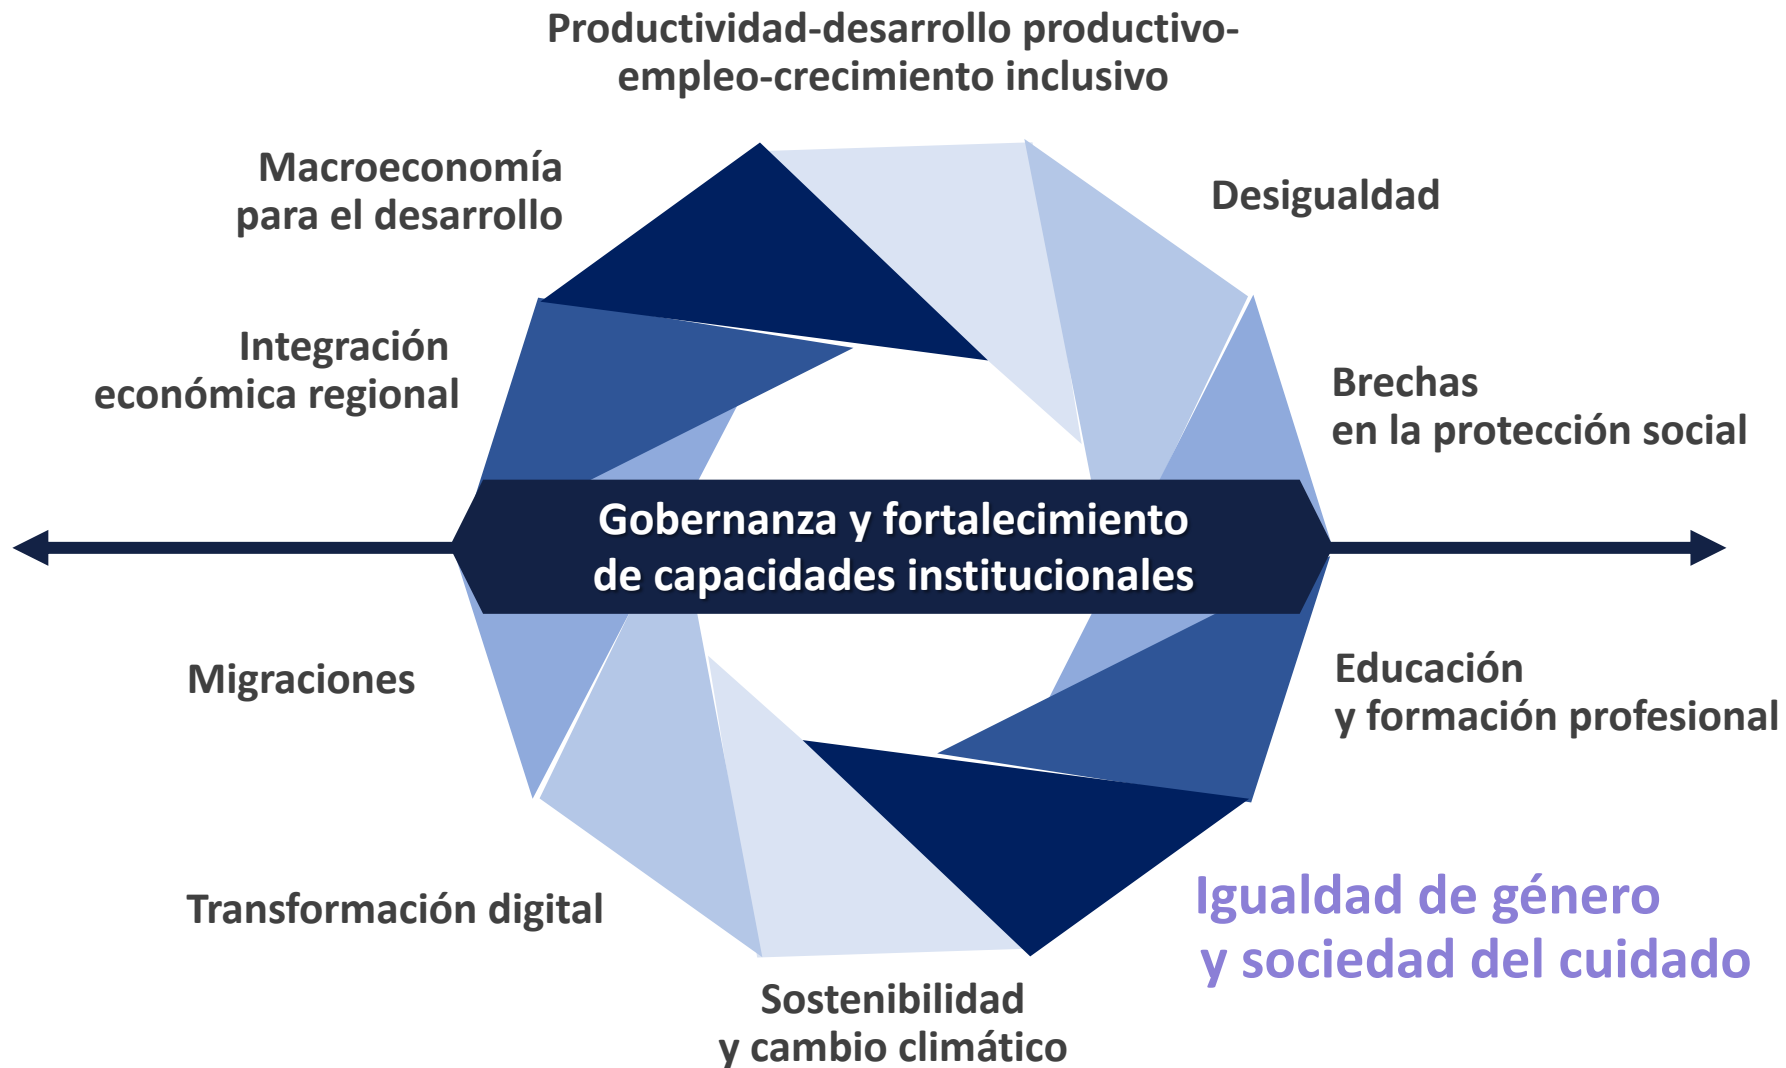 Productividad-desarrollo productivo-
empleo-crecimiento inclusivo
Macroeconomía
para el desarrollo
Desigualdad
Integración
económica regional
Brechas
en la protección social
Gobernanza y fortalecimiento
de capacidades institucionales
Migraciones
Educación
y formación profesional
Transformación digital
Igualdad de género
y sociedad del cuidado
Sostenibilidad
y cambio climático